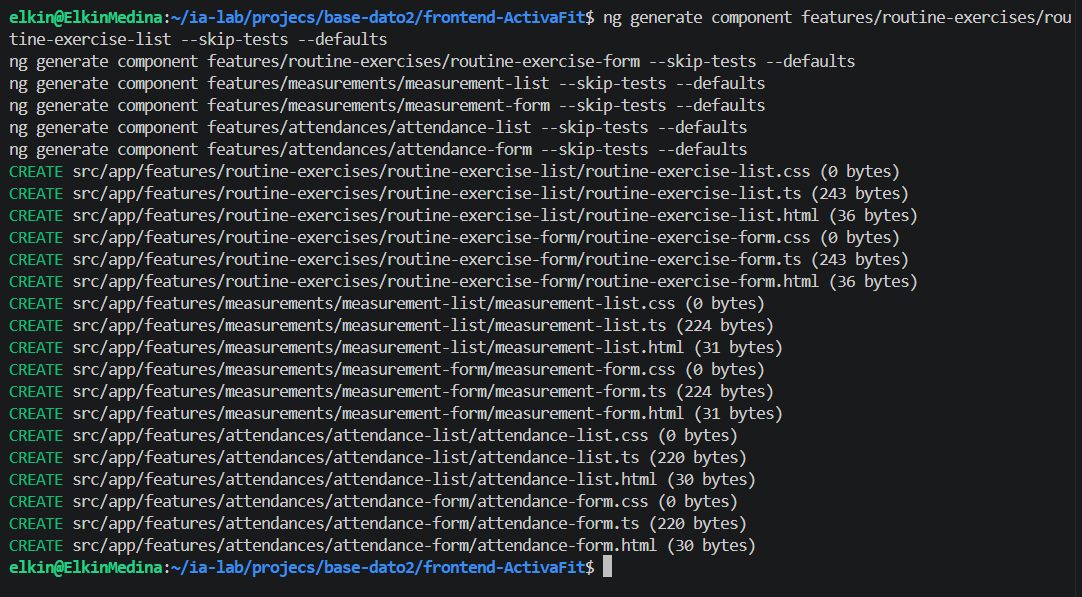 elkin@ElkinMedina:~/ia-lab/projecs/base-dato2/frontend-ActivaFit$ ng generate component features/routine-exercises/rou
tine-exercise-list --skip-tests --defaults
ng generate component features/routine-exercises/routine-exercise-form --skip-tests --defaults
ng generate component features/measurements/measurement-list --skip-tests --defaults
ng generate component features/measurements/measurement-form --skip-tests --defaults
ng generate component features/attendances/attendance-list --skip-tests --defaults
ng generate component features/attendances/attendance-form --skip-tests --defaults
CREATE src/app/features/routine-exercises/routine-exercise-list/routine-exercise-list.css (0 bytes)
CREATE src/app/features/routine-exercises/routine-exercise-list/routine-exercise-list.ts (243 bytes)
CREATE src/app/features/routine-exercises/routine-exercise-list/routine-exercise-list.html (36 bytes)
CREATE src/app/features/routine-exercises/routine-exercise-form/routine-exercise-form.css (0 bytes)
CREATE src/app/features/routine-exercises/routine-exercise-form/routine-exercise-form.ts (243 bytes)
CREATE src/app/features/routine-exercises/routine-exercise-form/routine-exercise-form.html (36 bytes)
CREATE src/app/features/measurements/measurement-list/measurement-list.css (0 bytes)
CREATE src/app/features/measurements/measurement-list/measurement-list.ts (224 bytes)
CREATE src/app/features/measurements/measurement-list/measurement-list.html (31 bytes)
CREATE src/app/features/measurements/measurement-form/measurement-form.css (0 bytes)
CREATE src/app/features/measurements/measurement-form/measurement-form.ts (224 bytes)
CREATE src/app/features/measurements/measurement-form/measurement-form.html (31 bytes)
CREATE src/app/features/attendances/attendance-list/attendance-list.css (0 bytes)
CREATE src/app/features/attendances/attendance-list/attendance-list.ts (220 bytes)
CREATE src/app/features/attendances/attendance-list/attendance-list.html (30 bytes)
CREATE src/app/features/attendances/attendance-form/attendance-form.css (0 bytes)
CREATE src/app/features/attendances/attendance-form/attendance-form.ts (220 bytes)
CREATE src/app/features/attendances/attendance-form/attendance-form.html (30 bytes)
elkin@ElkinMedina:~/ia-lab/projecs/base-dato2/frontend-ActivaFit$